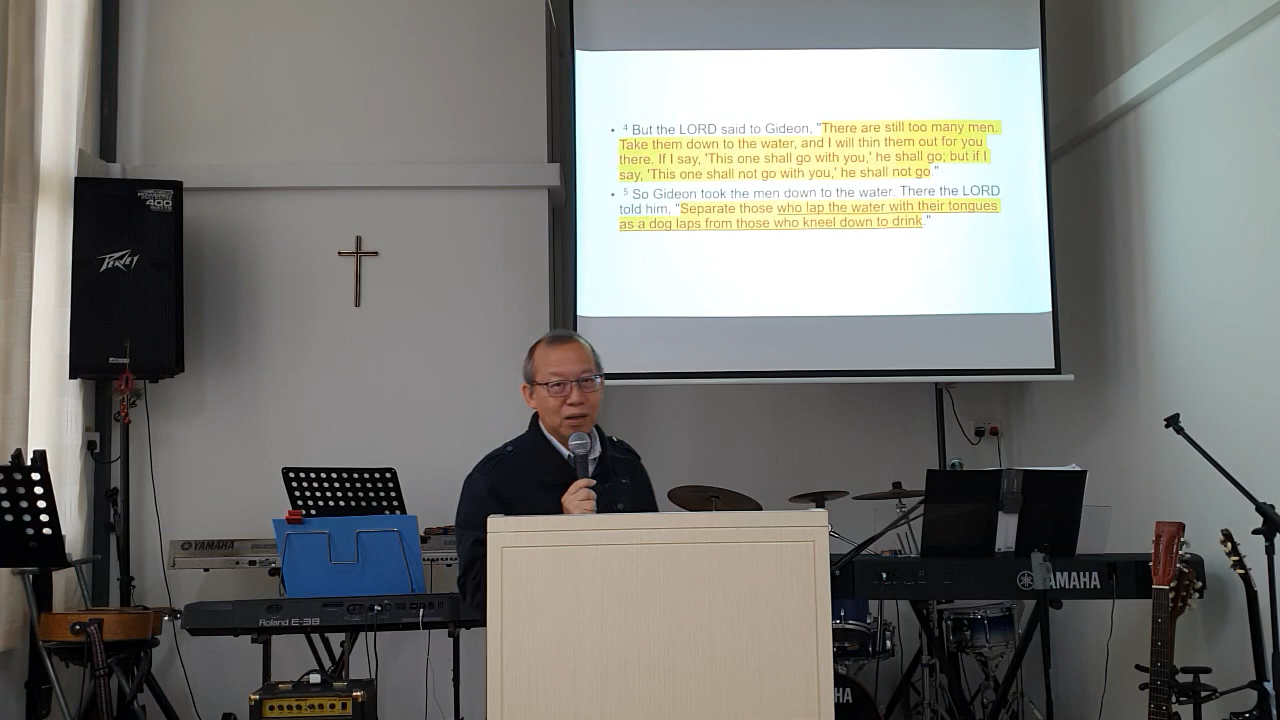 ⁴ But the LORD said to Gideon, "There are still too many men.
Take them down to the water, and I will thin them out for you
there. If I say, 'This one shall go with you,' he shall go; but if I
say, 'This one shall not go with you,' he shall not go."
⁵ So Gideon took the men down to the water. There the LORD
told him, "Separate those who lap the water with their tongues
as a dog laps from those who kneel down to drink."
400
PEAVEY
YAMAHA
Roland E-38
YAMAHA
HA